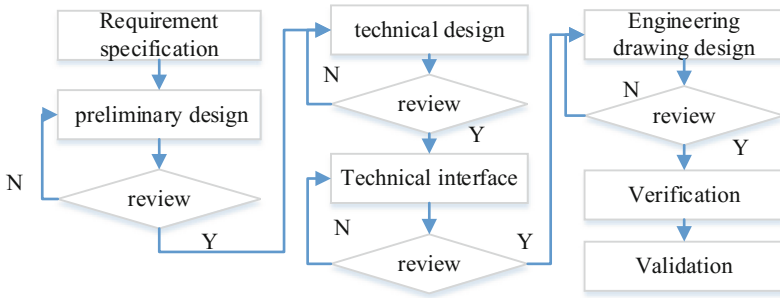 Requirement
specification
preliminary design
N
review
Y
technical design
N
review
Y
Technical interface
N
Y
review
Engineering
drawing design
N
review
Y
Verification
Validation